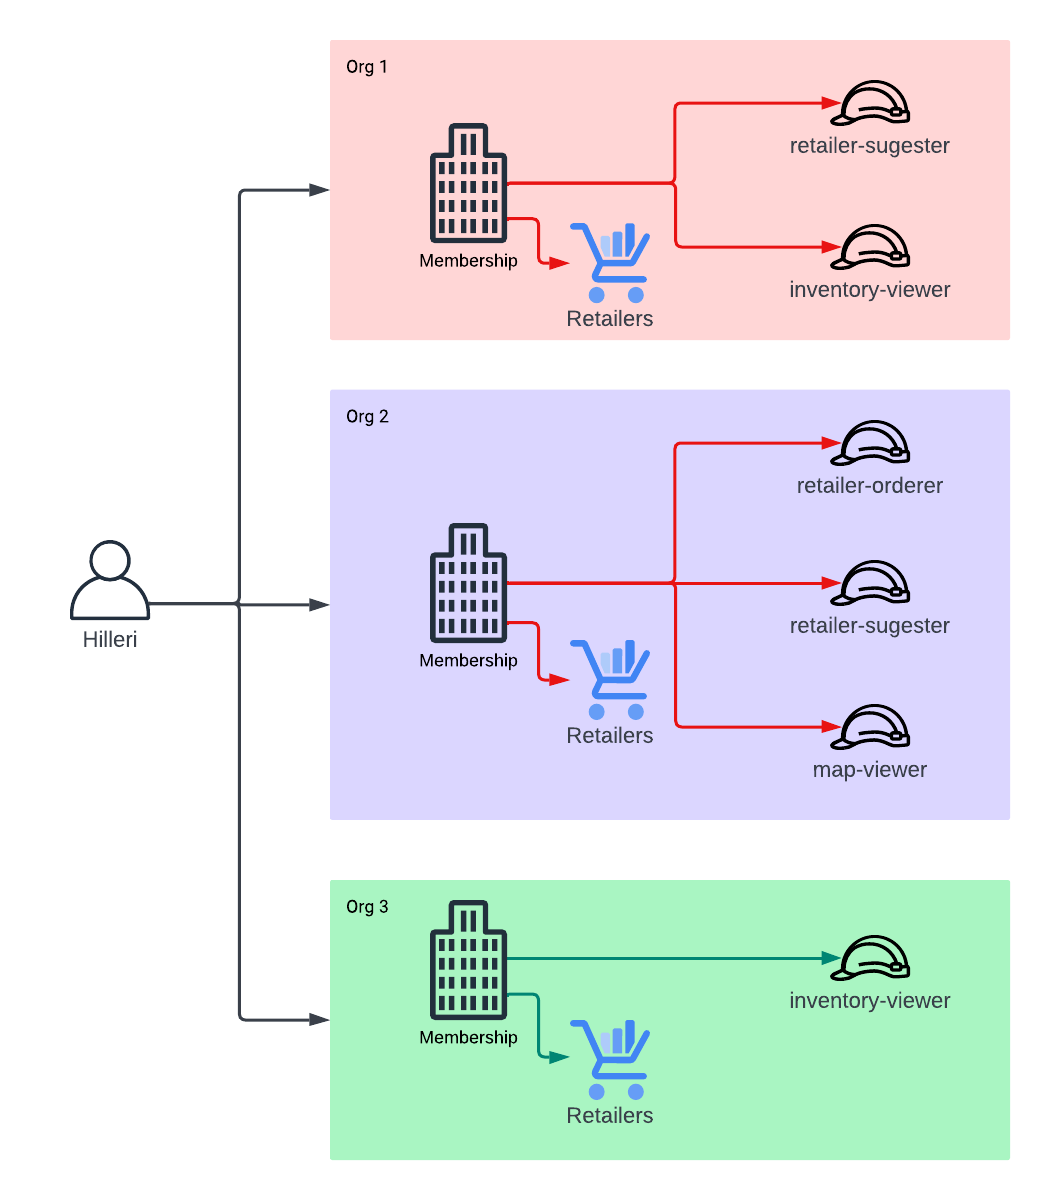 Org 1
retailer-sugester
Membership
inventory-viewer
Retailers
Org 2
retailer-orderer
Hilleri
retailer-sugester
Membership
Retailers
map-viewer
Org 3
inventory-viewer
Membership
Retailers